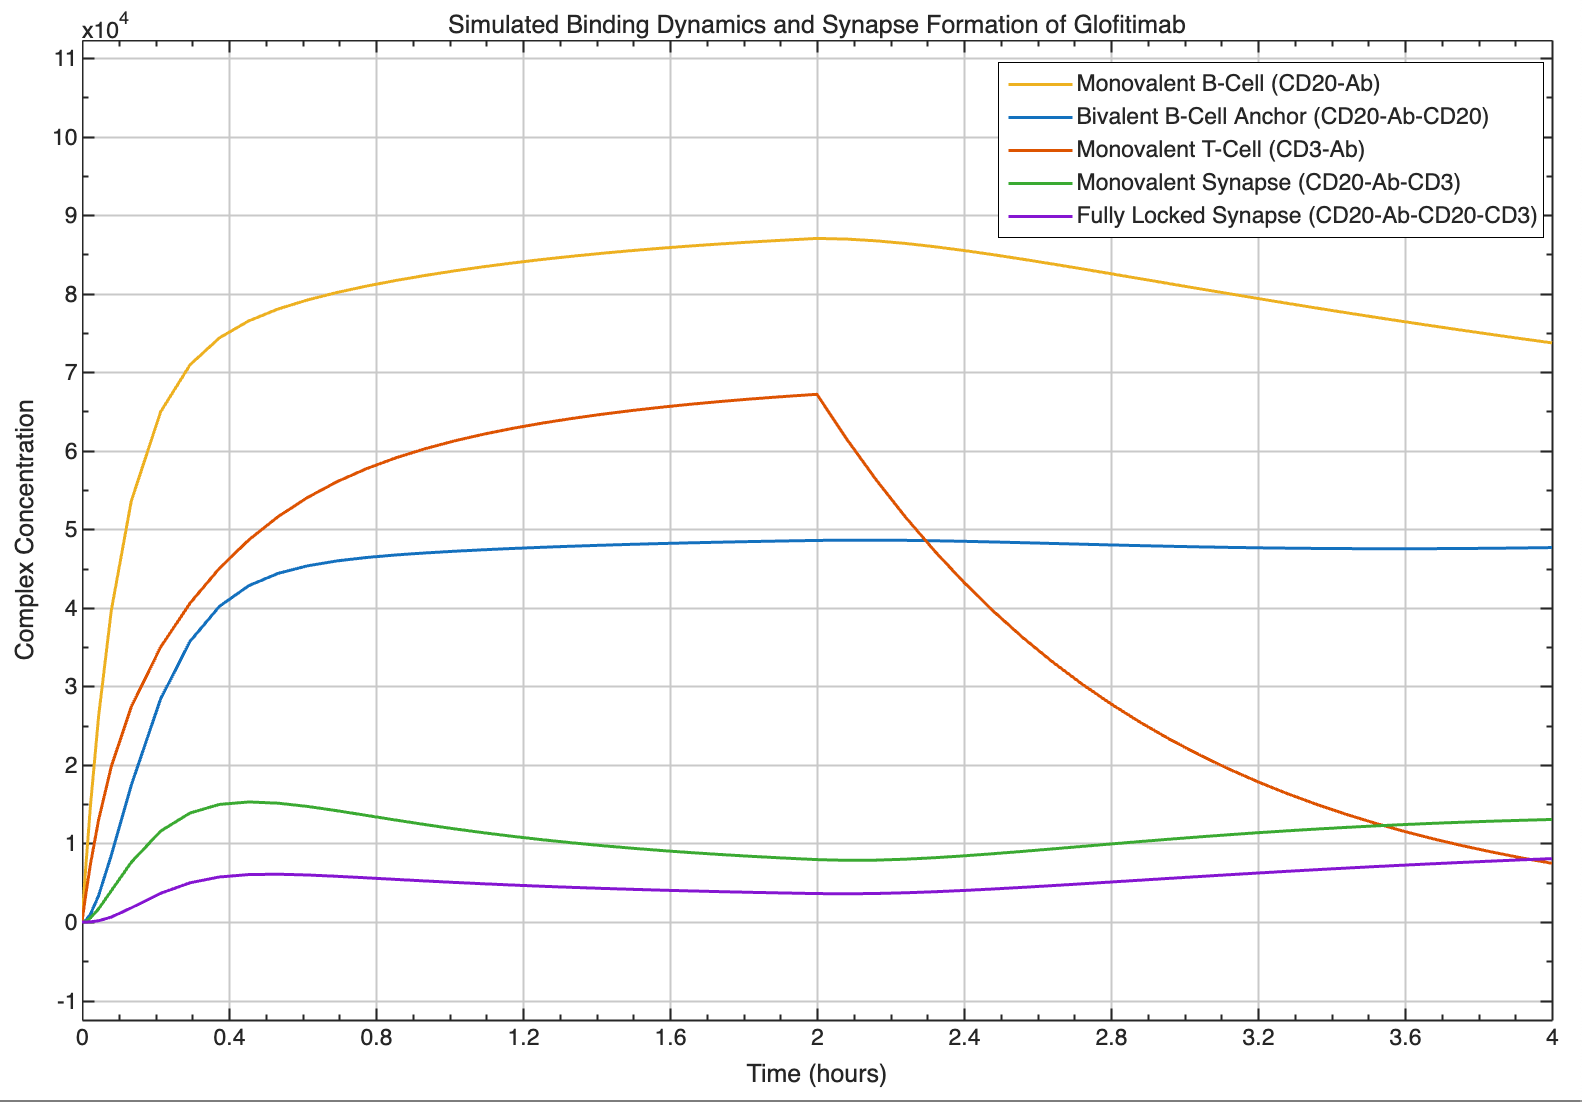 Simulated Binding Dynamics and Synapse Formation of Glofitimab
x10^4
11
10
9
8
7
6
5
4
3
2
1
0
-1
Complex Concentration
Monovalent B-Cell (CD20-Ab)
Bivalent B-Cell Anchor (CD20-Ab-CD20)
Monovalent T-Cell (CD3-Ab)
Monovalent Synapse (CD20-Ab-CD3)
Fully Locked Synapse (CD20-Ab-CD20-CD3)
0 0.4 0.8 1.2 1.6 2 2.4 2.8 3.2 3.6 4
Time (hours)